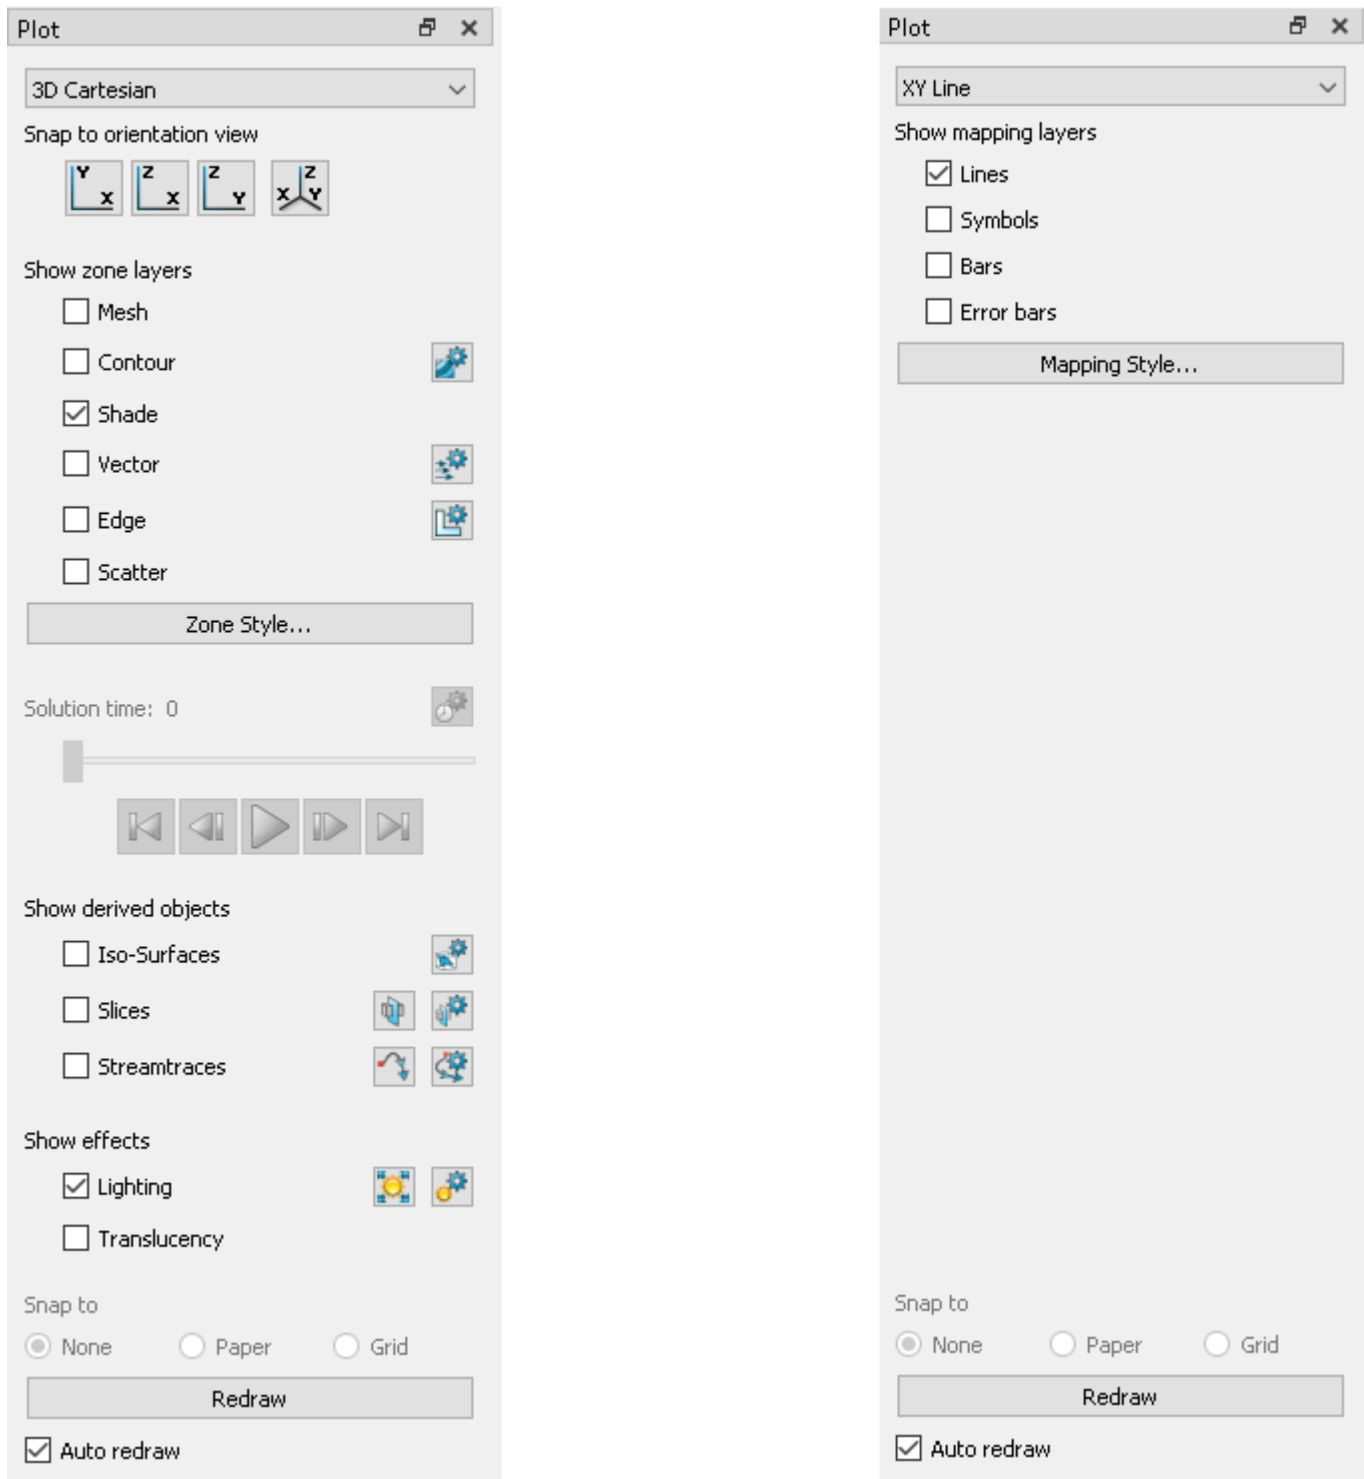 Plot
3D Cartesian
Snap to orientation view
Y X Z X Z Y X Z Y
Show zone layers
Mesh
Contour
Shade
Vector
Edge
Scatter
Zone Style...
Solution time: 0
Show derived objects
Iso-Surfaces
Slices
Streamtraces
Show effects
Lighting
Translucency
Snap to
None Paper Grid
Redraw
Auto redraw
Plot
XY Line
Show mapping layers
Lines
Symbols
Bars
Error bars
Mapping Style...
Snap to
None Paper Grid
Redraw
Auto redraw